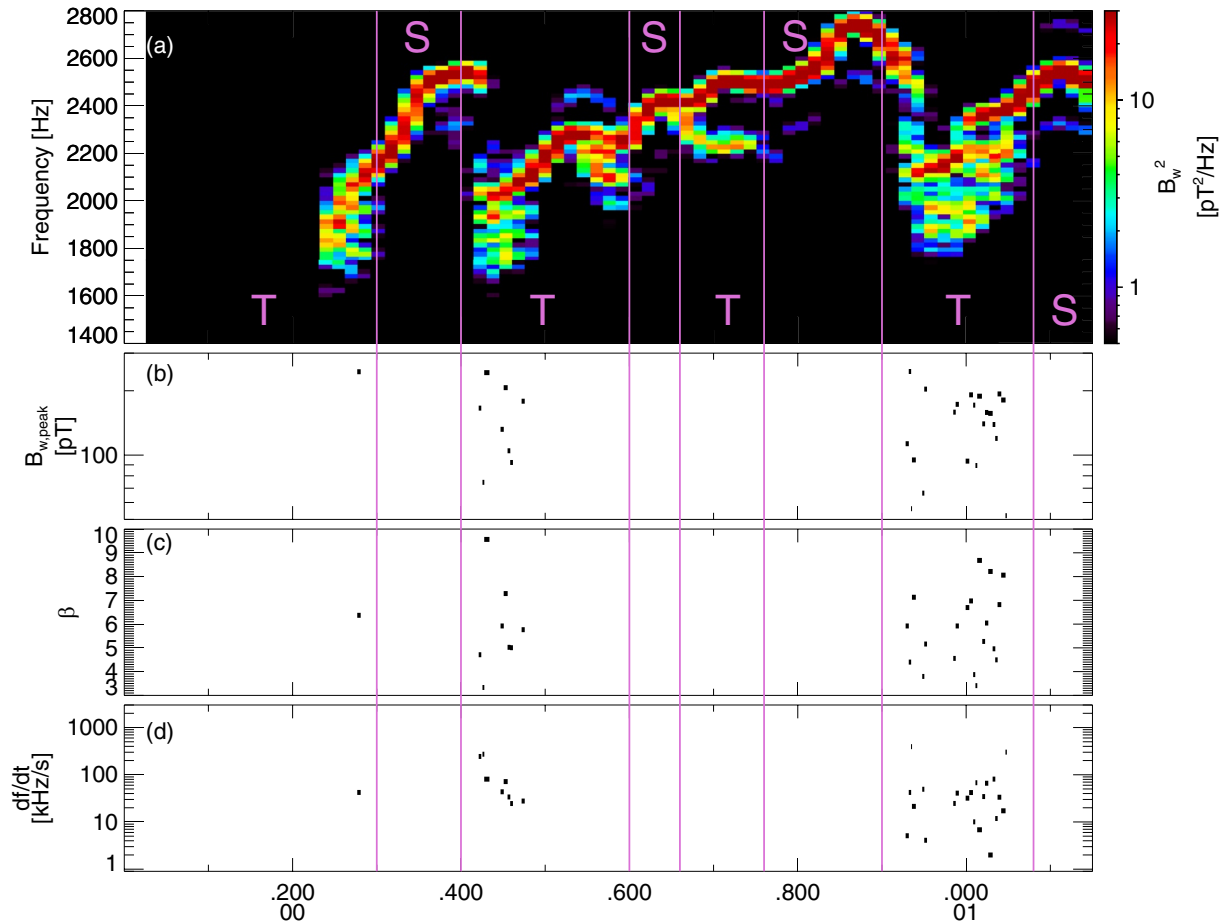 2800
2600
2400
2200
2000
1800
1600
1400
Frequency [Hz]
(a)
S
S
S
T
T
T
T
S
10
1
B_w^2
[pT^2/Hz]
(b)
100
B_w,peak
[pT]
(c)
10
9
8
7
6
5
4
3
β
(d)
1000
100
10
1
df/dt
[kHz/s]
.200 .400 .600 .800 .000
00 01